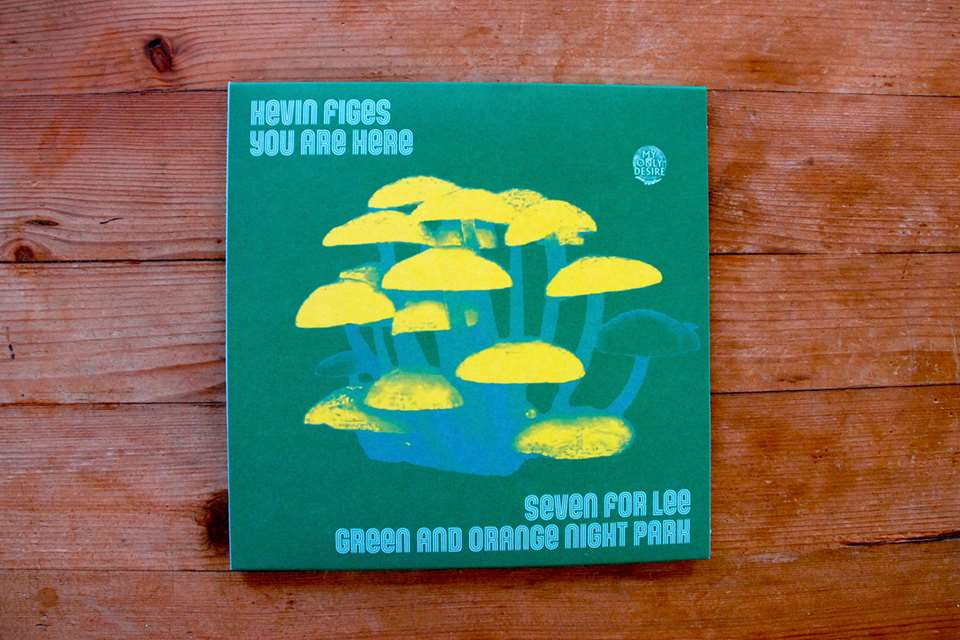 KEVIN FIGES
YOU ARE HERE
MY
ONLY
DESIRE
SEVEN FOR LEE
GREEN AND ORANGE NIGHT PARK